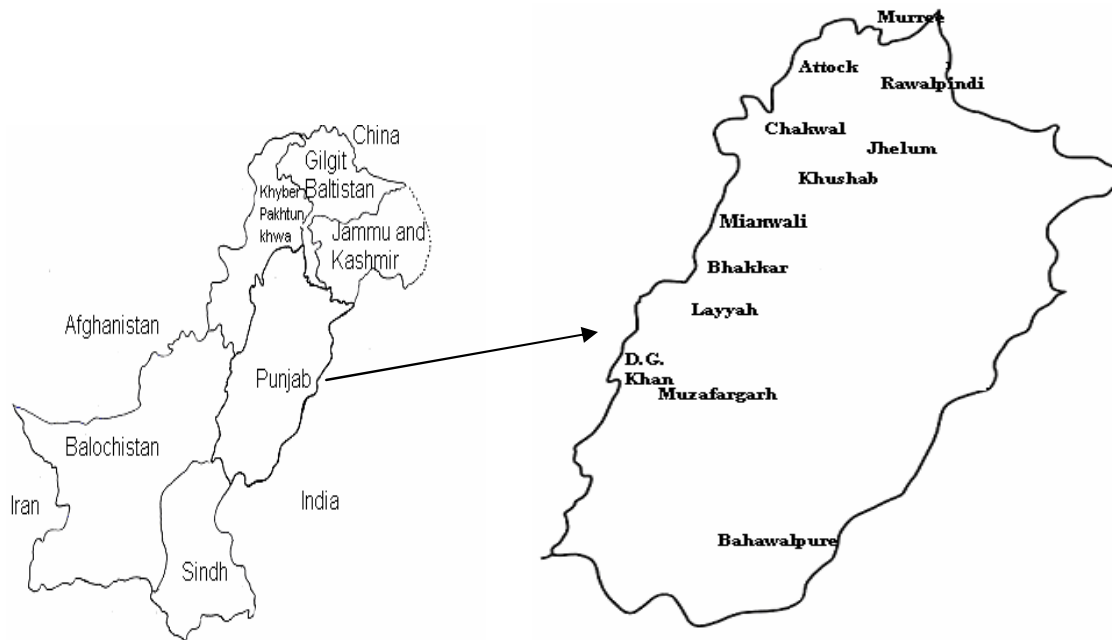 China
Gilgit
Baltistan
Khyber
Pakhtun
khwa
Jammu and
Kashmir
Afghanistan
Punjab
Balochistan
Iran
India
Sindh
Murree
Attock
Rawalpindi
Chakwal
Jhelum
Khushab
Mianwali
Bhakkar
Layyah
D.G.
Khan
Muzafargarh
Bahawalpure